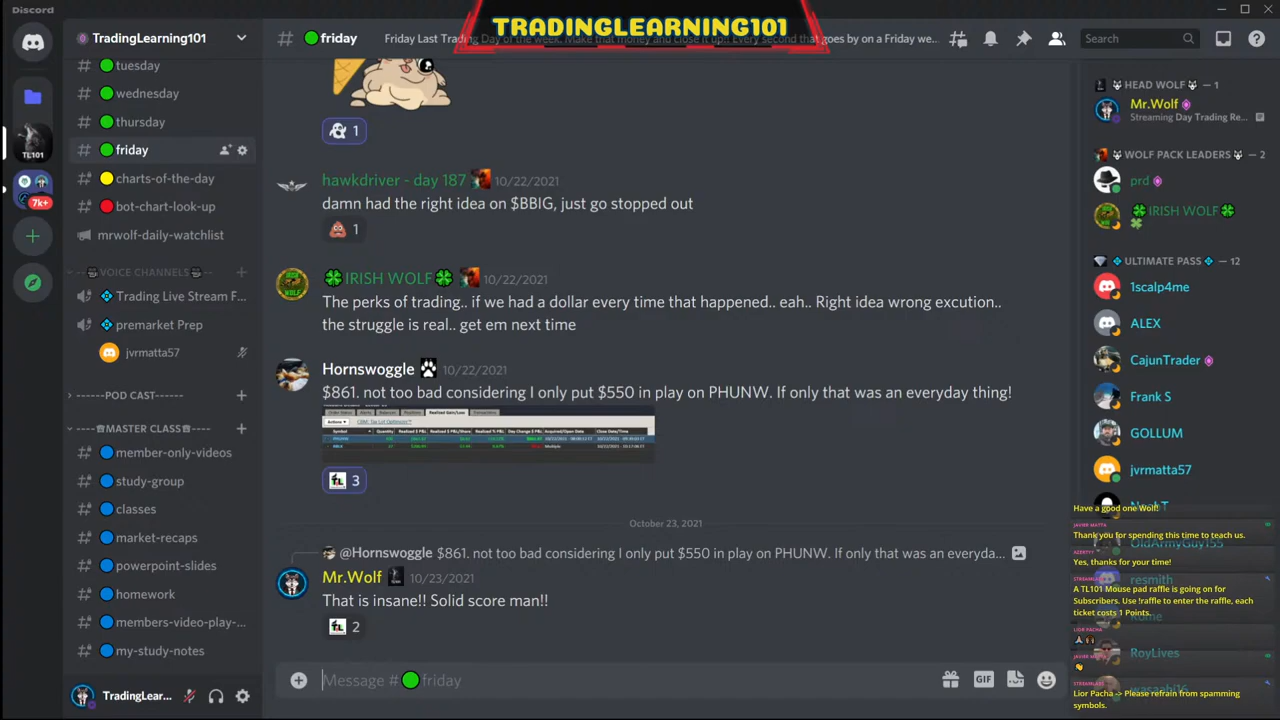 Discord
TRADINGLEARNING101
TradingLearning101
friday
Friday Last Trading Day of the week. Make that money and close it up!! Every second that goes by on a Friday we...
Search
tuesday
wednesday
thursday
friday
charts-of-the-day
bot-chart-look-up
mrwolf-daily-watchlist
VOICE CHANNELS
Trading Live Stream F...
premarket Prep
jvrmatta57
-----POD CAST------
MASTER CLASS
member-only-videos
study-group
classes
market-recaps
powerpoint-slides
homework
members-video-play-...
my-study-notes
TradingLear...
TL101
7k+
1
hawkdriver - day 187 10/22/2021
damn had the right idea on $BBIG, just go stopped out
1
IRISH WOLF 10/22/2021
The perks of trading.. if we had a dollar every time that happened.. eah.. Right idea wrong excution..
the struggle is real.. get em next time
Hornswoggle 10/22/2021
$861. not too bad considering I only put $550 in play on PHUNW. If only that was an everyday thing!
3
October 23, 2021
@Hornswoggle $861. not too bad considering I only put $550 in play on PHUNW. If only that was an everyda...
Mr.Wolf 10/23/2021
That is insane!! Solid score man!!
2
Message # friday
GIF
HEAD WOLF — 1
Mr.Wolf
Streaming Day Trading Re...
WOLF PACK LEADERS — 2
prd
IRISH WOLF
ULTIMATE PASS — 12
1scalp4me
ALEX
CajunTrader
Frank S
GOLLUM
jvrmatta57
Have a good one Wolf!
JAVIER MATTA
Thank you for spending this time to teach us.
OldArmyGuy155
Yes, thanks for your time!
resmith
A TL101 Mouse pad raffle is going on for
Subscribers. Use !raffle to enter the raffle, each
ticket costs 1 Points.
Rome
LIOR PACHA
RoyLives
JAVIER MATTA
Lior Pacha -> Please refrain from spamming
symbols.